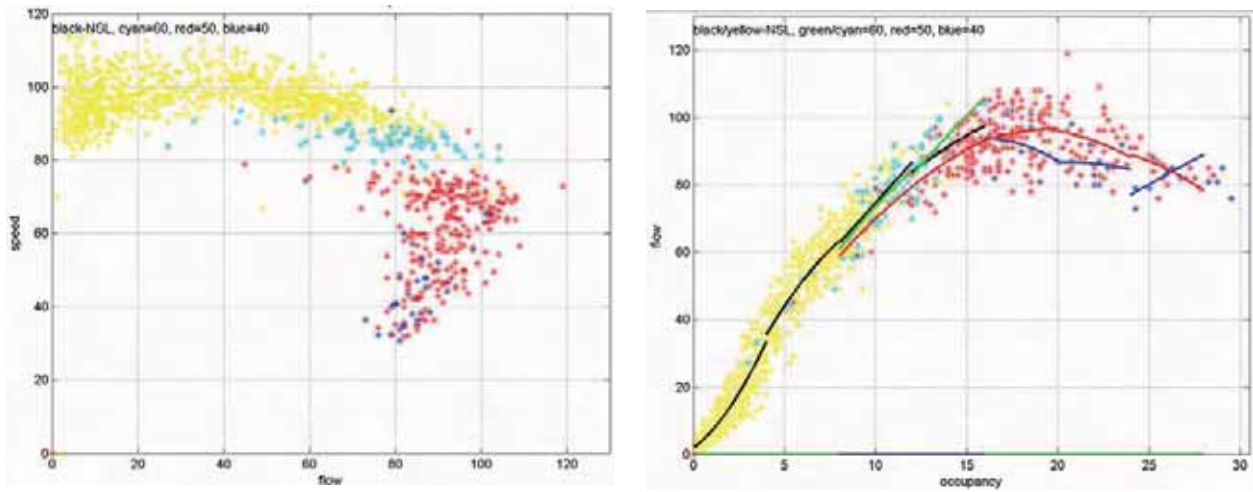 black-NSL, cyan=60, red=50, blue=40
120
100
80
60
40
20
0
speed
0 20 40 60 80 100 120
flow
black/yellow-NSL, green/cyan=60, red=50, blue=40
120
100
80
60
40
20
0
flow
0 5 10 15 20 25 30
occupancy